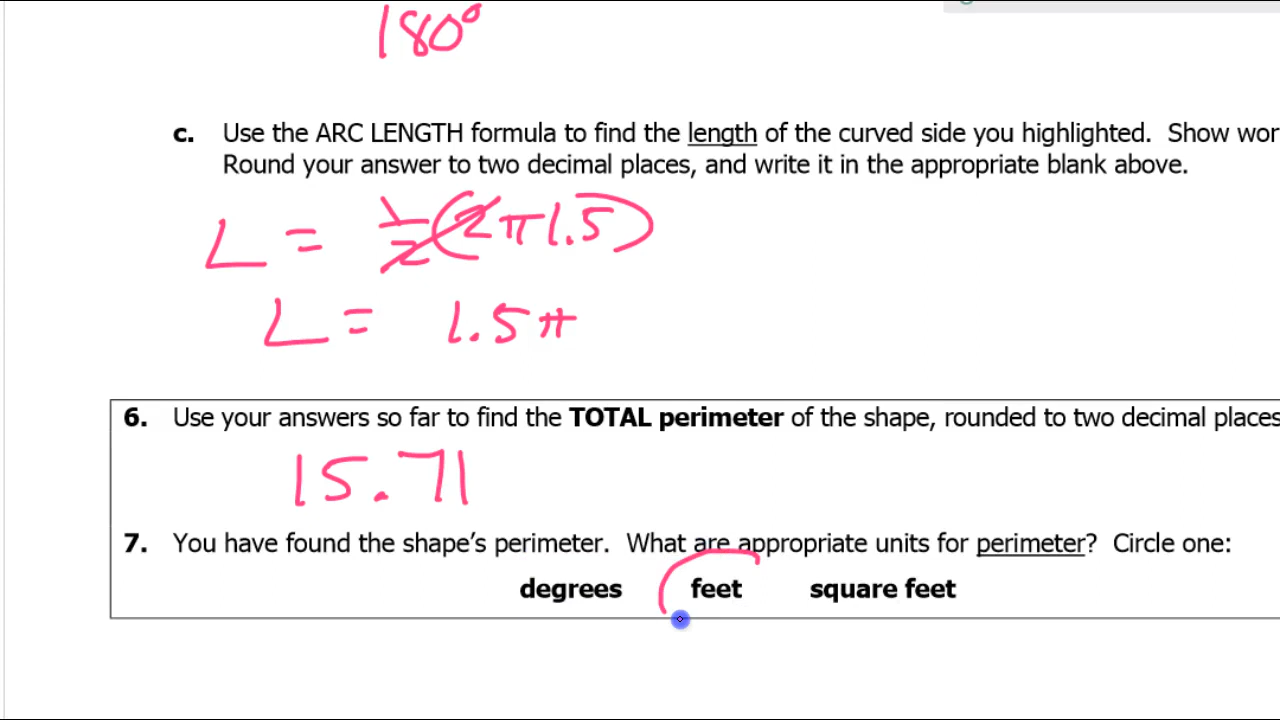 180°
c. Use the ARC LENGTH formula to find the length of the curved side you highlighted. Show wor
Round your answer to two decimal places, and write it in the appropriate blank above.
L = 1/2(2π1.5)
L = 1.5π
6. Use your answers so far to find the TOTAL perimeter of the shape, rounded to two decimal places
15.71
7. You have found the shape's perimeter. What are appropriate units for perimeter? Circle one:
degrees feet square feet